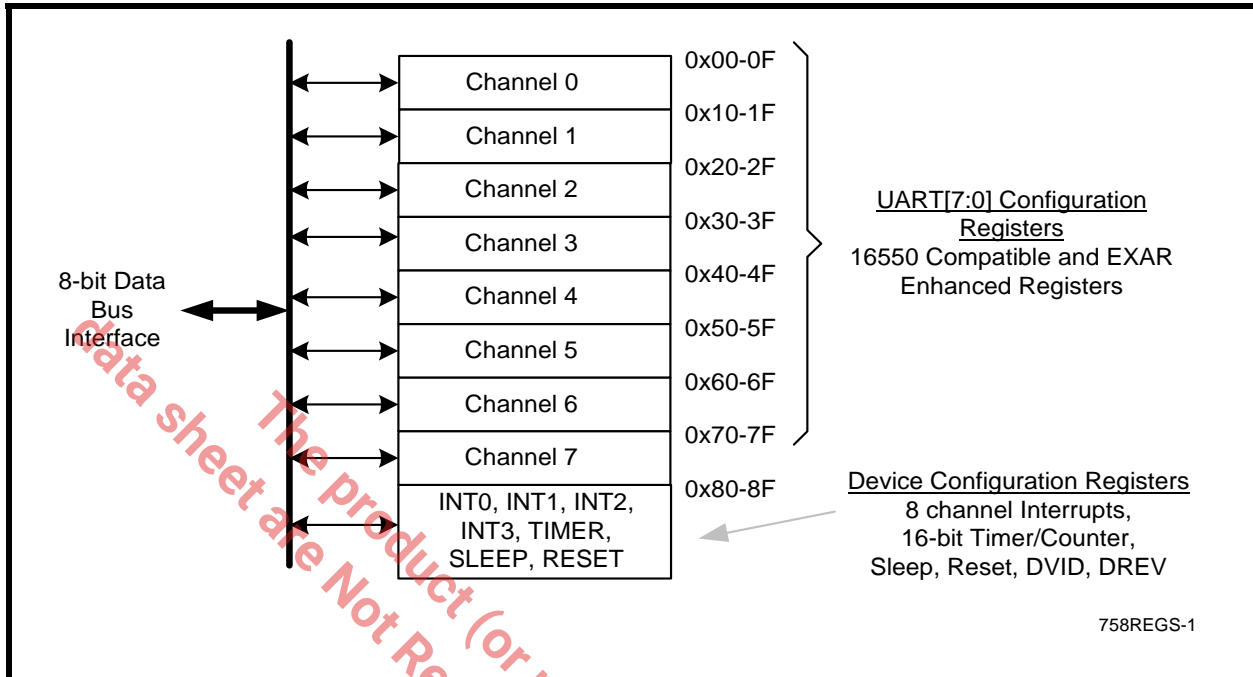 8-bit Data
Bus
Interface
Channel 0
Channel 1
Channel 2
Channel 3
Channel 4
Channel 5
Channel 6
Channel 7
INT0, INT1, INT2,
INT3, TIMER,
SLEEP, RESET
0x00-0F
0x10-1F
0x20-2F
0x30-3F
0x40-4F
0x50-5F
0x60-6F
0x70-7F
0x80-8F
UART[7:0] Configuration
Registers
16550 Compatible and EXAR
Enhanced Registers
Device Configuration Registers
8 channel Interrupts,
16-bit Timer/Counter,
Sleep, Reset, DVID, DREV
758REGS-1
The product (or
data sheet are Not Re